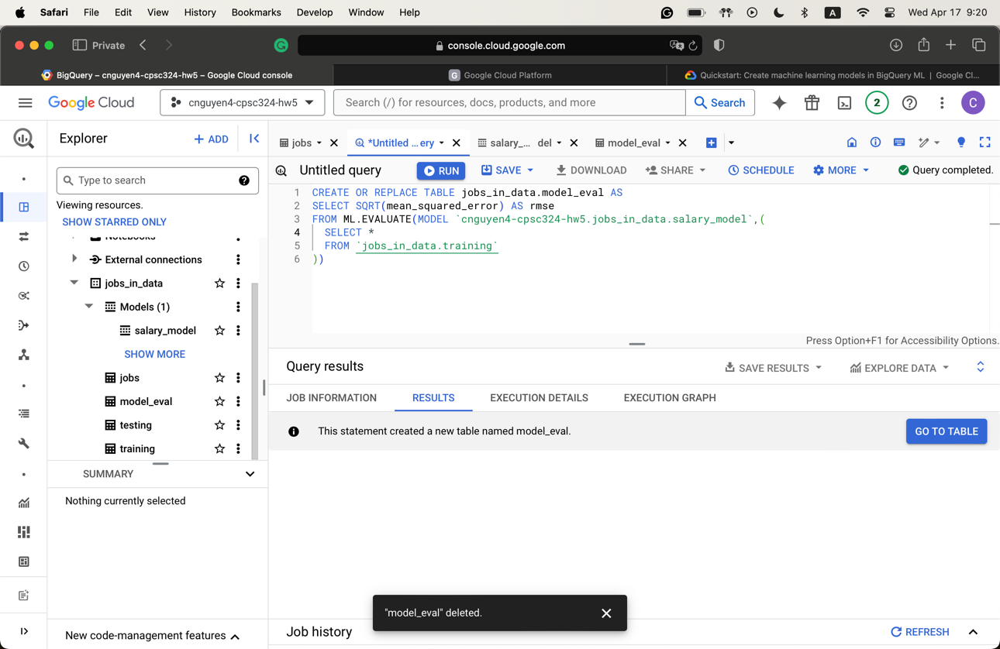 Safari File Edit View History Bookmarks Develop Window Help A Wed Apr 17 9:20
Private console.cloud.google.com
BigQuery – cnguyen4-cpsc324-hw5 – Google Cloud console G Google Cloud Platform Quickstart: Create machine learning models in BigQuery ML | Google Cl...
Google Cloud cnguyen4-cpsc324-hw5 Search (/) for resources, docs, products, and more Search 2 C
Explorer + ADD
jobs *Untitled ... ery salary_... del model_eval
Untitled query RUN SAVE DOWNLOAD SHARE SCHEDULE MORE Query completed.
Type to search
Viewing resources.
SHOW STARRED ONLY
Notebooks
External connections
jobs_in_data
Models (1)
salary_model
SHOW MORE
jobs
model_eval
testing
training
SUMMARY
Nothing currently selected
New code-management features
1 CREATE OR REPLACE TABLE jobs_in_data.model_eval AS
2 SELECT SQRT(mean_squared_error) AS rmse
3 FROM ML.EVALUATE(MODEL `cnguyen4-cpsc324-hw5.jobs_in_data.salary_model`,(
4 SELECT *
5 FROM `jobs_in_data.training`
6 ))
Press Option+F1 for Accessibility Options.
Query results SAVE RESULTS EXPLORE DATA
JOB INFORMATION RESULTS EXECUTION DETAILS EXECUTION GRAPH
This statement created a new table named model_eval. GO TO TABLE
"model_eval" deleted.
Job history REFRESH